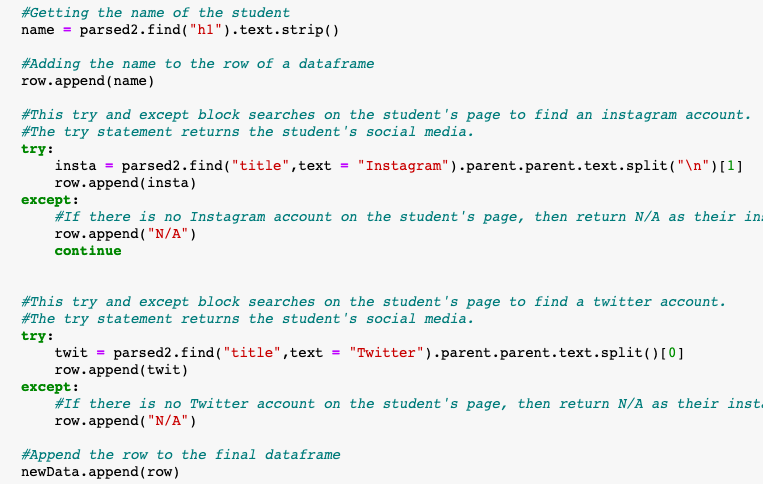 #Getting the name of the student
name = parsed2.find("h1").text.strip()
#Adding the name to the row of a dataframe
row.append(name)
#This try and except block searches on the student's page to find an instagram account.
#The try statement returns the student's social media.
try:
    insta = parsed2.find("title",text = "Instagram").parent.parent.text.split("\n")[1]
    row.append(insta)
except:
    #If there is no Instagram account on the student's page, then return N/A as their in
    row.append("N/A")
    continue
#This try and except block searches on the student's page to find a twitter account.
#The try statement returns the student's social media.
try:
    twit = parsed2.find("title",text = "Twitter").parent.parent.text.split()[0]
    row.append(twit)
except:
    #If there is no Twitter account on the student's page, then return N/A as their inst
    row.append("N/A")
#Append the row to the final dataframe
newData.append(row)